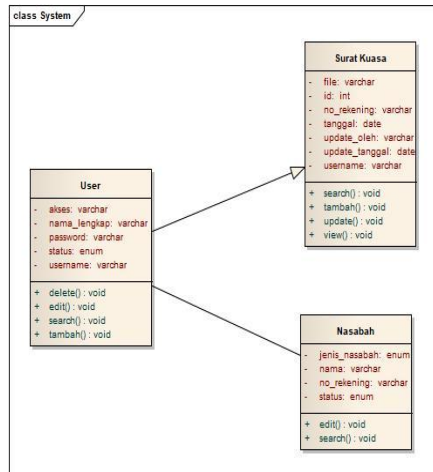 class System
Surat Kuasa
- file: varchar
- id: int
- no_rekening: varchar
- tanggal: date
- update_oleh: varchar
- update_tanggal: date
- username: varchar
+ search() : void
+ tambah() : void
+ update() : void
+ view() : void
User
- akses: varchar
- nama_lengkap: varchar
- password: varchar
- status: enum
- username: varchar
+ delete() : void
+ edit() : void
+ search() : void
+ tambah() : void
Nasabah
- jenis_nasabah: enum
- nama: varchar
- no_rekening: varchar
- status: enum
+ edit() : void
+ search() : void